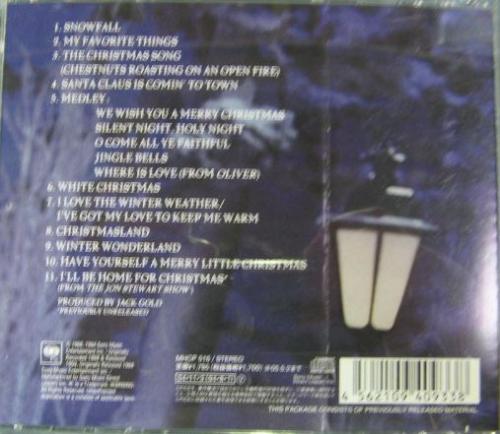 1. SNOWFALL
2. MY FAVORITE THINGS
3. THE CHRISTMAS SONG
(CHESTNUTS ROASTING ON AN OPEN FIRE)
4. SANTA CLAUS IS COMIN' TO TOWN
5. MEDLEY:
WE WISH YOU A MERRY CHRISTMAS
SILENT NIGHT, HOLY NIGHT
O COME ALL YE FAITHFUL
JINGLE BELLS
WHERE IS LOVE (FROM OLIVER)
6. WHITE CHRISTMAS
7. I LOVE THE WINTER WEATHER/
I'VE GOT MY LOVE TO KEEP ME WARM
8. CHRISTMASLAND
9. WINTER WONDERLAND
10. HAVE YOURSELF A MERRY LITTLE CHRISTMAS
11. I'LL BE HOME FOR CHRISTMAS*
(FROM THE JON STEWART SHOW)
PRODUCED BY JACK GOLD
*PREVIOUSLY UNRELEASED
STEREO
4 562109 409338
THIS PACKAGE CONSISTS OF PREVIOUSLY RELEASED MATERIAL